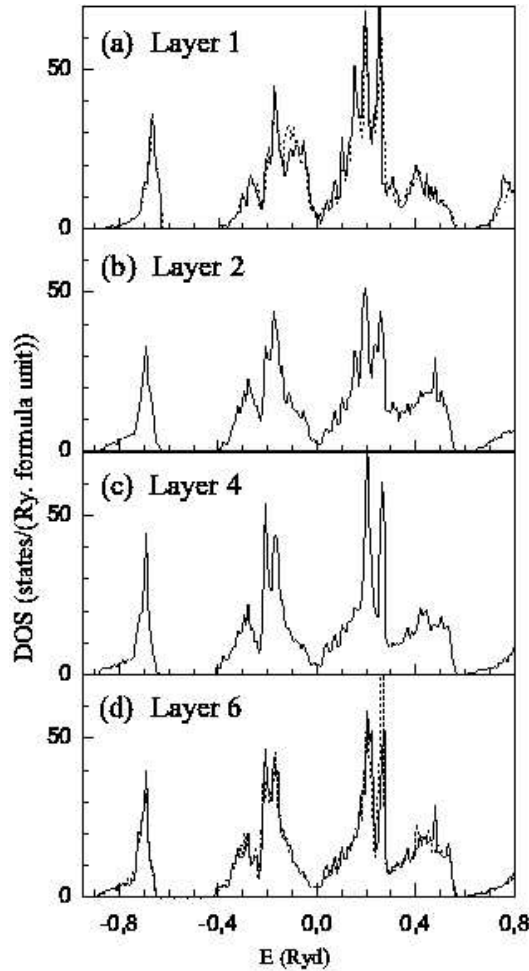 (a) Layer 1
50
0
(b) Layer 2
50
0
(c) Layer 4
50
0
(d) Layer 6
50
0
-0,8 -0,4 0,0 0,4 0,8
E (Ryd)
DOS (states/(Ry. formula unit))